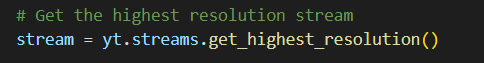 # Get the highest resolution stream
stream = yt.streams.get_highest_resolution()